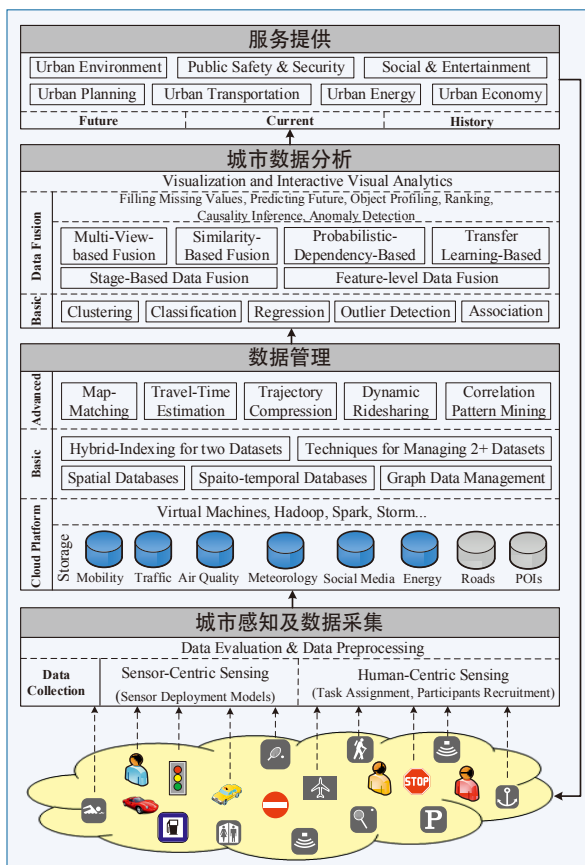 服务提供
Urban Environment
Public Safety & Security
Social & Entertainment
Urban Planning
Urban Transportation
Urban Energy
Urban Economy
Future
Current
History
城市数据分析
Visualization and Interactive Visual Analytics
Data Fusion
Filling Missing Values, Predicting Future, Object Profiling, Ranking,
Causality Inference, Anomaly Detection
Multi-View-
based Fusion
Similarity-
Based Fusion
Probabilistic-
Dependency-Based
Transfer
Learning-Based
Stage-Based Data Fusion
Feature-level Data Fusion
Basic
Clustering
Classification
Regression
Outlier Detection
Association
数据管理
Advanced
Map-
Matching
Travel-Time
Estimation
Trajectory
Compression
Dynamic
Ridesharing
Correlation
Pattern Mining
Basic
Hybrid-Indexing for two Datasets
Techniques for Managing 2+ Datasets
Spatial Databases
Spaito-temporal Databases
Graph Data Management
Cloud Platform
Virtual Machines, Hadoop, Spark, Storm...
Storage
Mobility
Traffic
Air Quality
Meteorology
Social Media
Energy
Roads
POIs
城市感知及数据采集
Data Evaluation & Data Preprocessing
Data
Collection
Sensor-Centric Sensing
(Sensor Deployment Models)
Human-Centric Sensing
(Task Assignment, Participants Recruitment)
STOP
P